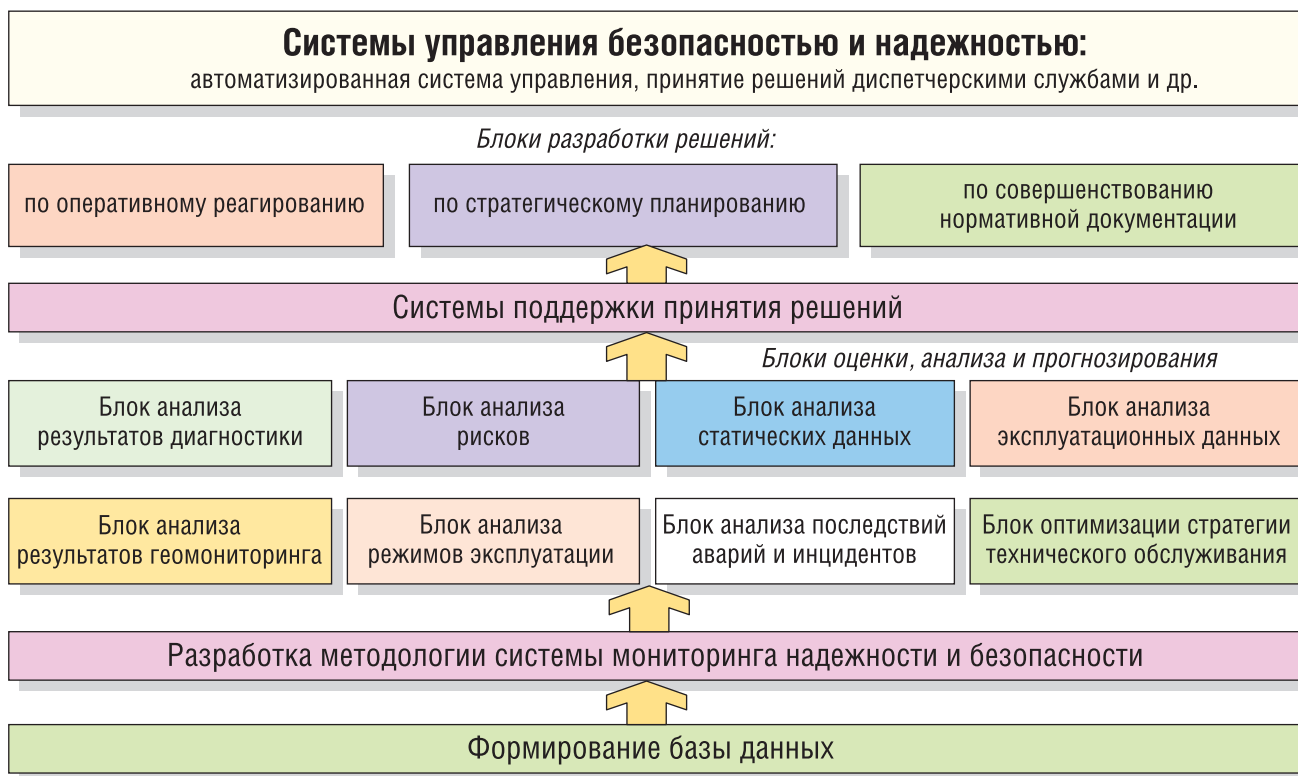 Системы управления безопасностью и надежностью:
автоматизированная система управления, принятие решений диспетчерскими службами и др.
Блоки разработки решений:
по оперативному реагированию
по стратегическому планированию
по совершенствованию
нормативной документации
Системы поддержки принятия решений
Блоки оценки, анализа и прогнозирования
Блок анализа
результатов диагностики
Блок анализа
рисков
Блок анализа
статических данных
Блок анализа
эксплуатационных данных
Блок анализа
результатов геомониторинга
Блок анализа
режимов эксплуатации
Блок анализа последствий
аварий и инцидентов
Блок оптимизации стратегии
технического обслуживания
Разработка методологии системы мониторинга надежности и безопасности
Формирование базы данных